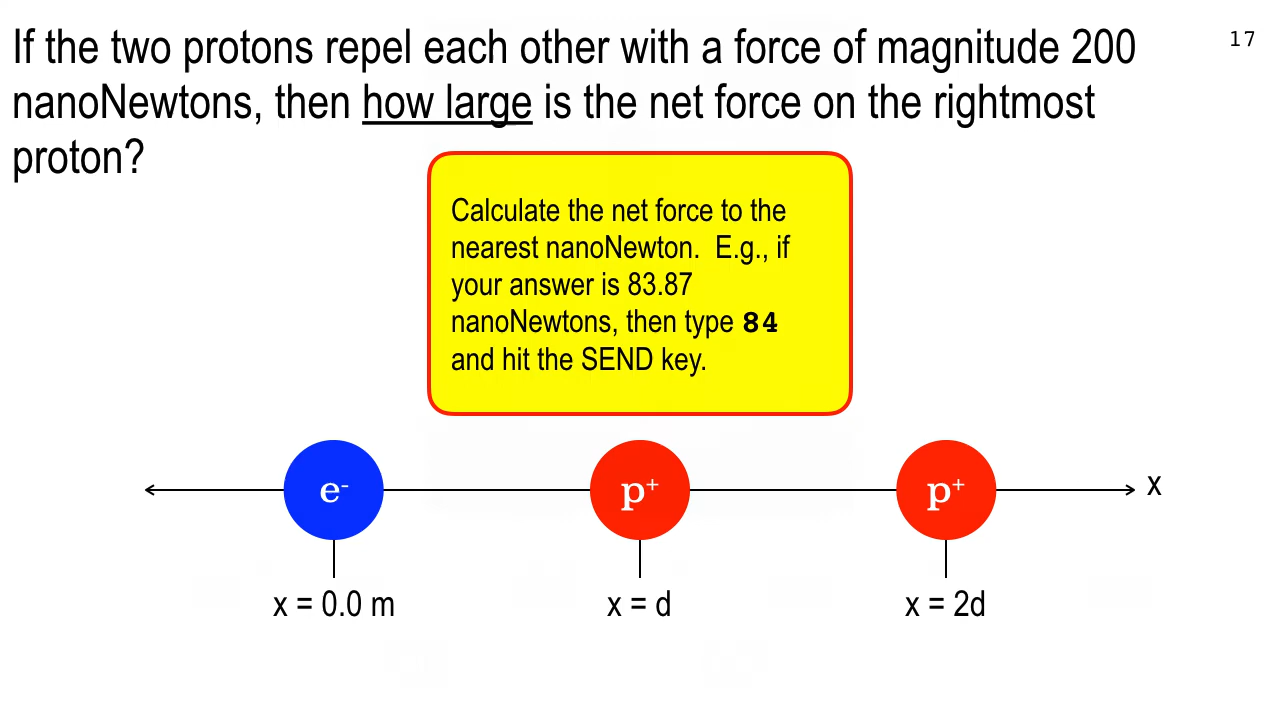 If the two protons repel each other with a force of magnitude 200
nanoNewtons, then how large is the net force on the rightmost
proton?
17
Calculate the net force to the
nearest nanoNewton.  E.g., if
your answer is 83.87
nanoNewtons, then type 84
and hit the SEND key.
e-
p+
p+
x
x = 0.0 m
x = d
x = 2d